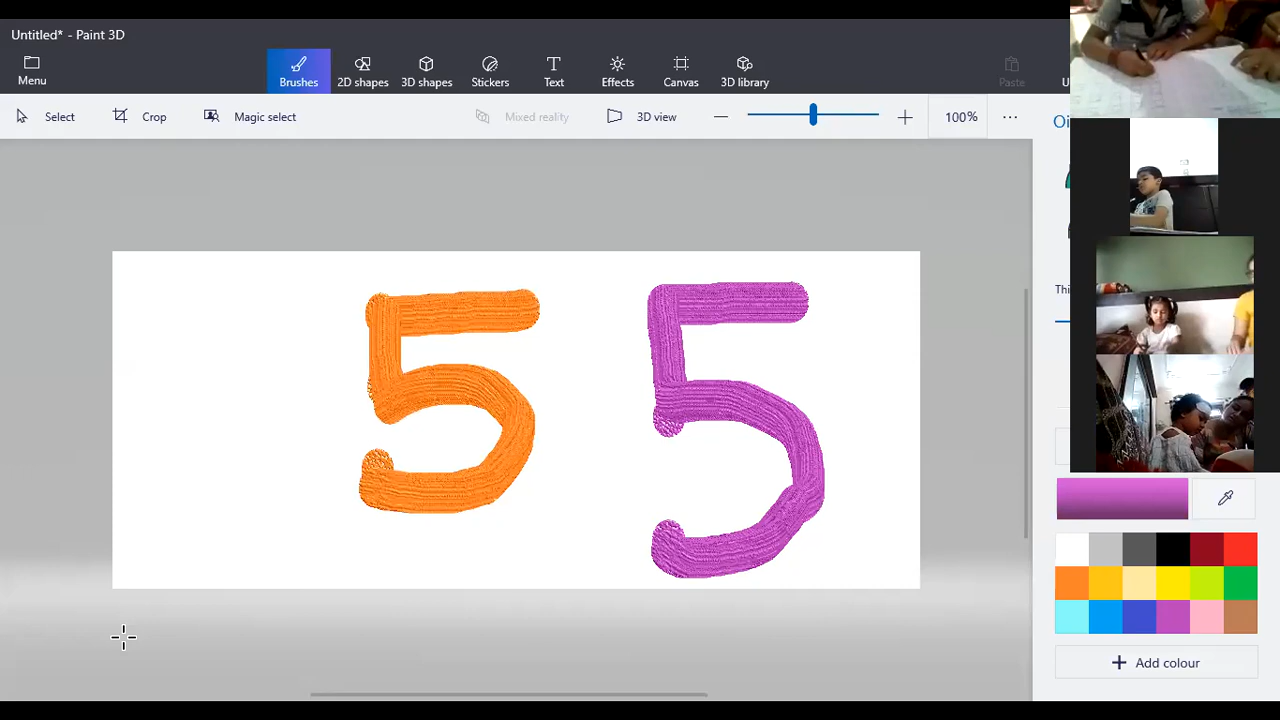 Untitled* - Paint 3D
Menu
Brushes
2D shapes
3D shapes
Stickers
Text
Effects
Canvas
3D library
Paste
Select
Crop
Magic select
Mixed reality
3D view
100%
5 5
Add colour